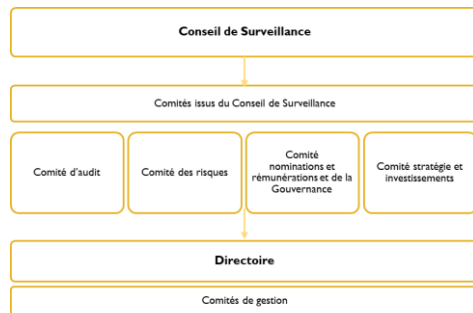 Conseil de Surveillance
Comités issus du Conseil de Surveillance
Comité d'audit
Comité des risques
Comité
nominations et
rémunérations et de la
Gouvernance
Comité stratégie et
investissements
Directoire
Comités de gestion